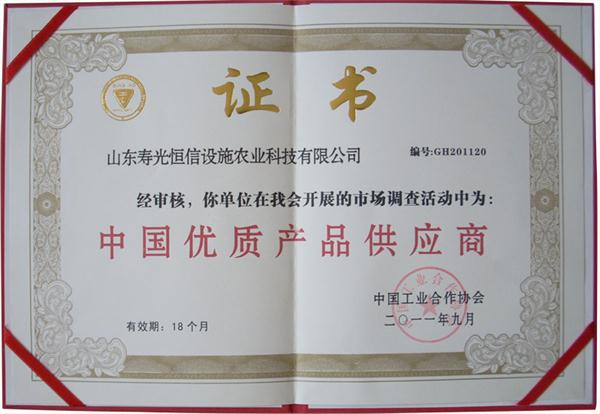 证书
山东寿光恒信设施农业科技有限公司
编号:GH201120
经审核，你单位在我会开展的市场调查活动中为:
中国优质产品供应商
中国工业合作协会
二〇一一年九月
有效期: 18 个月